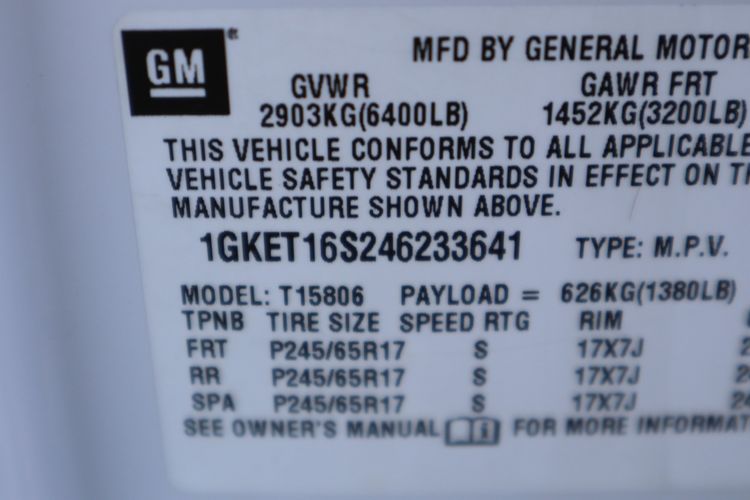 GM MFD BY GENERAL MOTOR
GVWR GAWR FRT
2903KG(6400LB) 1452KG(3200LB)
THIS VEHICLE CONFORMS TO ALL APPLICABLE
VEHICLE SAFETY STANDARDS IN EFFECT ON TH
MANUFACTURE SHOWN ABOVE.
1GKET16S246233641 TYPE: M.P.V.
MODEL: T15806 PAYLOAD = 626KG(1380LB)
TPNB TIRE SIZE SPEED RTG RIM
FRT P245/65R17 S 17X7J
RR P245/65R17 S 17X7J
SPA P245/65R17 S 17X7J
SEE OWNER'S MANUAL FOR MORE INFORMAT